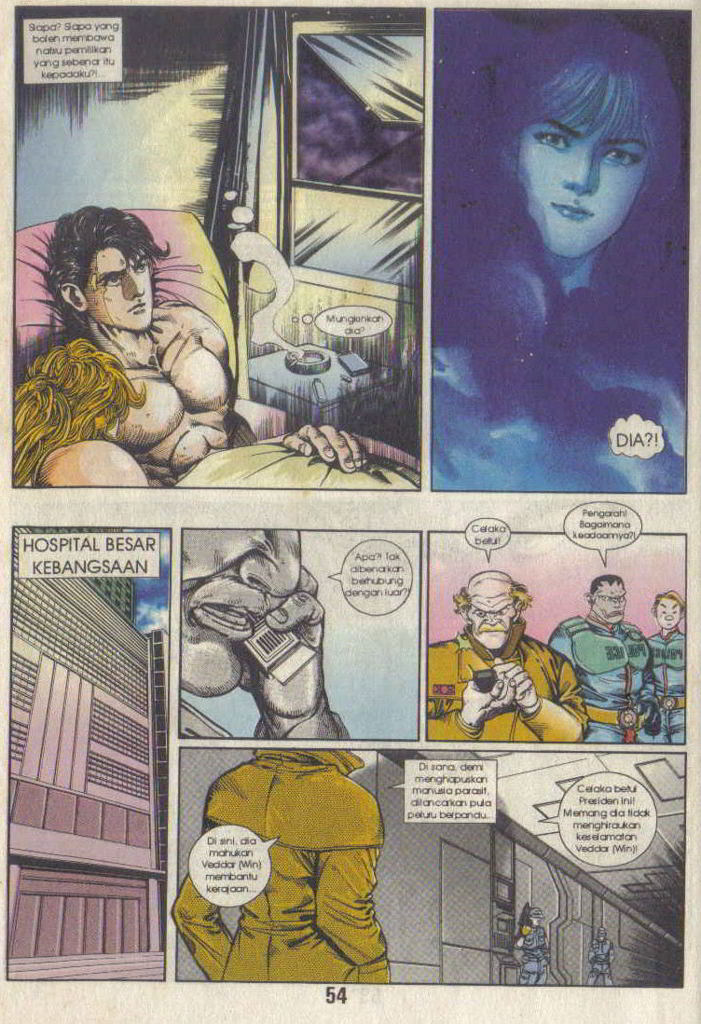 Siapa? Siapa yang
boleh membawa
nafsu pemilikan
yang sebenar itu
kepadaku?!...
Mungkinkah
dia?
DIA?!
HOSPITAL BESAR
KEBANGSAAN
Apa?! Tak
dibenarkan
berhubung
dengan luar?!
Celaka
betul!
Pengarah!
Bagaimana
keadaannya?!
Di sini, dia
mahukan
Veddar (Win)
membantu
kerajaan...
Di sana, demi
menghapuskan
manusia parasit,
dilancarkan pula
peluru berpandu...
Celaka betul
Presiden ini!
Memang dia tidak
menghiraukan
keselamatan
Veddar (Win)!
54